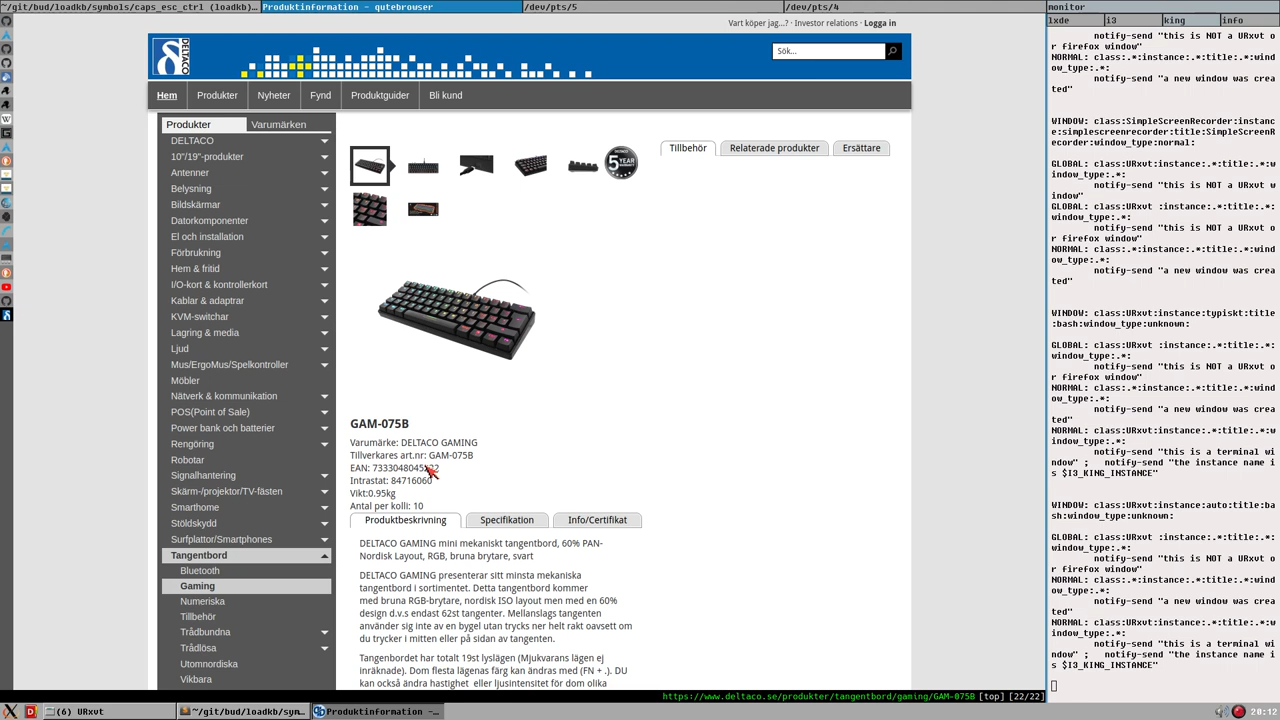 ~/git/bud/loadkb/symbols/caps_esc_ctrl (loadkb)...
Produktinformation - qutebrowser
/dev/pts/5
/dev/pts/4
monitor
lxde
i3
king
info
Vart köper jag...? · Investor relations · Logga in
DELTACO
Sök...
Hem
Produkter
Nyheter
Fynd
Produktguider
Bli kund
Produkter
Varumärken
DELTACO
10"/19"-produkter
Antenner
Belysning
Bildskärmar
Datorkomponenter
El och installation
Förbrukning
Hem & fritid
I/O-kort & kontrollerkort
Kablar & adaptrar
KVM-switchar
Lagring & media
Ljud
Mus/ErgoMus/Spelkontroller
Möbler
Nätverk & kommunikation
POS(Point of Sale)
Power bank och batterier
Rengöring
Robotar
Signalhantering
Skärm-/projektor/TV-fästen
Smarthome
Stöldskydd
Surfplattor/Smartphones
Tangentbord
Bluetooth
Gaming
Numeriska
Tillbehör
Trådbundna
Trådlösa
Utomnordiska
Vikbara
5 YEAR
Tillbehör
Relaterade produkter
Ersättare
GAM-075B
Varumärke: DELTACO GAMING
Tillverkares art.nr: GAM-075B
EAN:
Intrastat: 84716060
Vikt:0.95kg
Antal per kolli: 10
Produktbeskrivning
Specifikation
Info/Certifikat
DELTACO GAMING mini mekaniskt tangentbord, 60% PAN-
Nordisk Layout, RGB, bruna brytare, svart
DELTACO GAMING presenterar sitt minsta mekaniska
tangentbord i sortimentet. Detta tangentbord kommer
med bruna RGB-brytare, nordisk ISO layout men med en 60%
design d.v.s endast 62st tangenter. Mellanslags tangenten
använder sig inte av en bygel utan trycks ner helt rakt oavsett om
du trycker i mitten eller på sidan av tangenten.
Tangenbordet har totalt 19st lyslägen (Mjukvarans lägen ej
inräknade). Dom flesta lägenas färg kan ändras med (FN + .). DU
kan också ändra hastighet eller ljusintensitet för dom olika
notify-send "this is NOT a URxvt o
r firefox window"
NORMAL: class:.*:instance:.*:title:.*:wind
ow_type:.*:
notify-send "a new window was crea
ted"
WINDOW: class:SimpleScreenRecorder:instanc
e:simplescreenrecorder:title:SimpleScreenR
ecorder:window_type:normal:
GLOBAL: class:URxvt :instance:.*:title:.*:
window_type:.*:
notify-send "this is NOT a URxvt w
indow"
GLOBAL: class:URxvt :instance:.*:title:.*:
window_type:.*:
notify-send "this is NOT a URxvt o
r firefox window"
NORMAL: class:.*:instance:.*:title:.*:wind
ow_type:.*:
notify-send "a new window was crea
ted"
WINDOW: class:URxvt:instance:typiskt:title
:bash:window_type:unknown:
GLOBAL: class:URxvt :instance:.*:title:.*:
window_type:.*:
notify-send "this is NOT a URxvt o
r firefox window"
NORMAL: class:.*:instance:.*:title:.*:wind
ow_type:.*:
notify-send "a new window was crea
ted"
NORMAL: class:URxvt:instance:.*:title:.*:w
indow_type:.*:
notify-send "this is a terminal wi
ndow" ;   notify-send "the instance name i
s $I3_KING_INSTANCE"
WINDOW: class:URxvt:instance:auto:title:ba
sh:window_type:unknown:
GLOBAL: class:URxvt :instance:.*:title:.*:
window_type:.*:
notify-send "this is NOT a URxvt o
r firefox window"
NORMAL: class:.*:instance:.*:title:.*:wind
ow_type:.*:
notify-send "a new window was crea
ted"
NORMAL: class:URxvt:instance:.*:title:.*:w
indow_type:.*:
notify-send "this is a terminal wi
ndow" ;   notify-send "the instance name i
s $I3_KING_INSTANCE"
https://www.deltaco.se/produkter/tangentbord/gaming/GAM-075B [top] [22/22]
(6) URxvt
~/git/bud/loadkb/sym...
Produktinformation -...
20:12